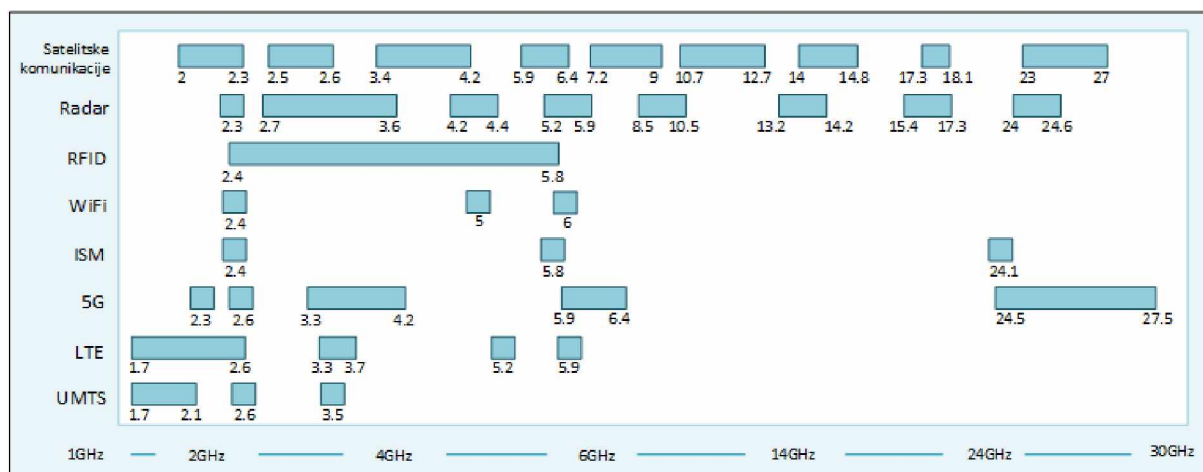 Satelitske
komunikacije
2 2.3 2.5 2.6 3.4 4.2 5.9 6.4 7.2 9 10.7 12.7 14 14.8 17.3 18.1 23 27
Radar
2.3 2.7 3.6 4.2 4.4 5.2 5.9 8.5 10.5 13.2 14.2 15.4 17.3 24 24.6
RFID
2.4 5.8
WiFi
2.4 5 6
ISM
2.4 5.8 24.1
5G
2.3 2.6 3.3 4.2 5.9 6.4 24.5 27.5
LTE
1.7 2.6 3.3 3.7 5.2 5.9
UMTS
1.7 2.1 2.6 3.5
1GHz 2GHz 4GHz 6GHz 14GHz 24GHz 30GHz